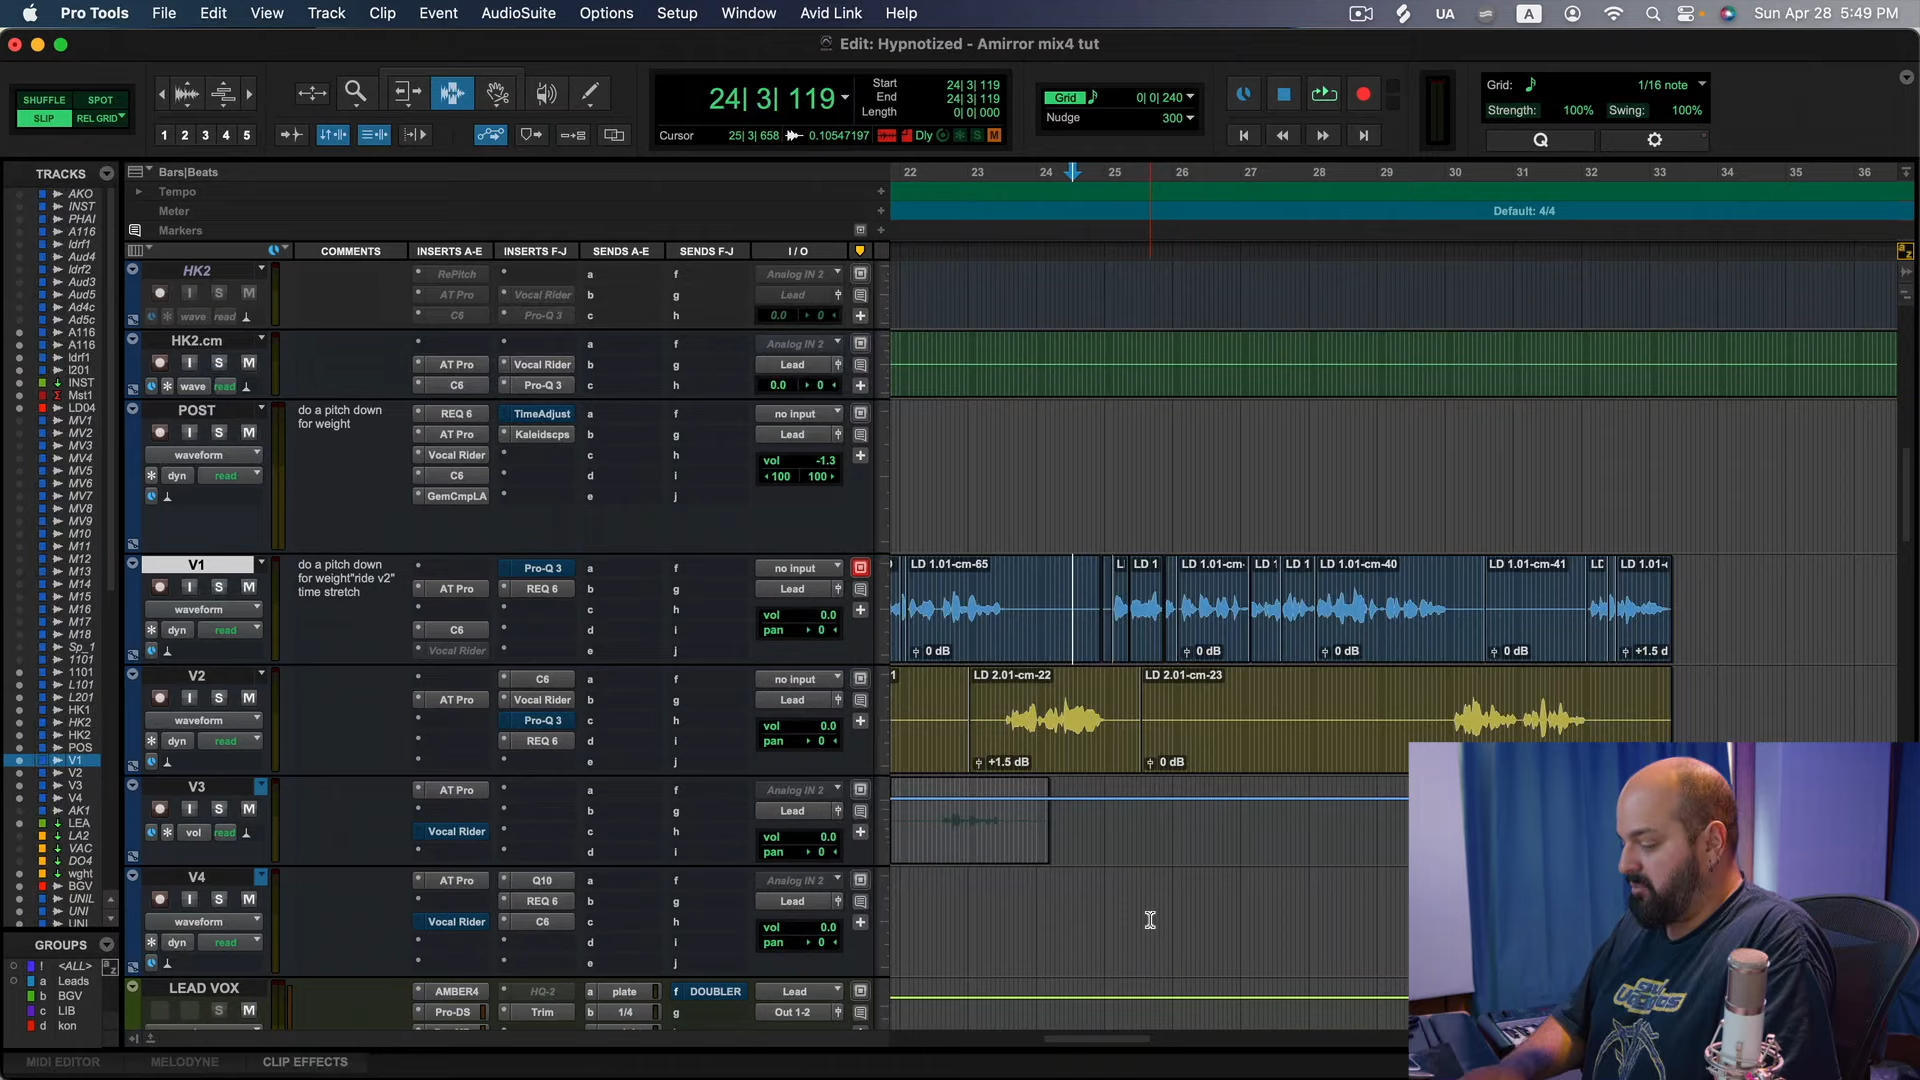 Pro Tools File Edit View Track Clip Event AudioSuite Options Setup Window Avid Link Help UA A Sun Apr 28 5:49 PM
Edit: Hypnotized - Amirror mix4 tut
SHUFFLE SPOT
SLIP REL GRID
1 2 3 4 5
24| 3| 119
Start 24| 3| 119
End 24| 3| 119
Length 0| 0| 000
Cursor 25| 3| 658 0.10547197 Dly S M
Grid 0| 0| 240
Nudge 300
Grid: 1/16 note
Strength: 100% Swing: 100%
Q
TRACKS
AKO
INST
PHAI
A116
ldrf1
Aud4
ldrf2
Aud3
Aud5
Ad4c
Ad5c
A116
A116
ldrf1
I201
INST
Mst1
LD04
MV1
MV2
MV3
MV4
MV5
MV6
MV7
MV8
MV9
M10
M11
M12
M13
M14
M15
M16
M17
M18
Sp_1
1101
1101
L101
L201
HK1
HK2
HK2
POS
V1
V2
V3
V4
AK1
LEA
LA2
VAC
DO4
wght
BGV
UNIL
UNI
UNI
GROUPS
! <ALL>
a Leads
b BGV
c LIB
d kon
Bars|Beats
Tempo
Meter
Markers
22 23 24 25 26 27 28 29 30 31 32 33 34 35 36
Default: 4/4
COMMENTS INSERTS A-E INSERTS F-J SENDS A-E SENDS F-J I / O
HK2 RePitch a f Analog IN 2
I S M AT Pro Vocal Rider b g Lead
wave read C6 Pro-Q 3 c h 0.0 0
HK2.cm a f Analog IN 2
I S M AT Pro Vocal Rider b g Lead
wave read C6 Pro-Q 3 c h 0.0 0
POST
do a pitch down
for weight
REQ 6 TimeAdjust a f no input
I S M AT Pro Kaleidscps b g Lead
waveform Vocal Rider c h vol -1.3
dyn read C6 d i 100 100
GemCmpLA e j
V1
do a pitch down
for weight"ride v2"
time stretch
Pro-Q 3 a f no input
I S M AT Pro REQ 6 b g Lead
waveform c h vol 0.0
dyn read C6 d i pan 0
Vocal Rider e j
LD 1.01-cm-65 LD 1 LD 1.01-cm- LD LD 1 LD 1.01-cm-40 LD 1.01-cm-41 LD 1.01-
0 dB 0 dB 0 dB 0 dB +1.5 d
V2 C6 a f no input
I S M AT Pro Vocal Rider b g Lead
waveform Pro-Q 3 c h vol 0.0
dyn read REQ 6 d i pan 0
e j
LD 2.01-cm-22 LD 2.01-cm-23
+1.5 dB 0 dB
V3 AT Pro a f Analog IN 2
I S M b g Lead
vol read Vocal Rider c h vol 0.0
d i pan 0
V4 AT Pro Q10 a f Analog IN 2
I S M REQ 6 b g Lead
waveform Vocal Rider C6 c h vol 0.0
dyn read d i pan 0
e j
LEAD VOX AMBER4 HQ-2 a plate f DOUBLER Lead
S M Pro-DS Trim b 1/4 g Out 1-2
MIDI EDITOR MELODYNE CLIP EFFECTS